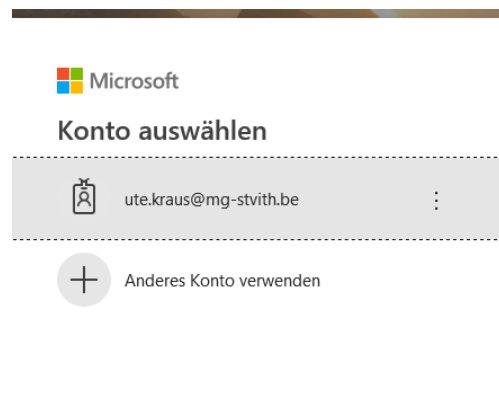 Microsoft
Konto auswählen
ute.kraus@mg-stvith.be
Anderes Konto verwenden